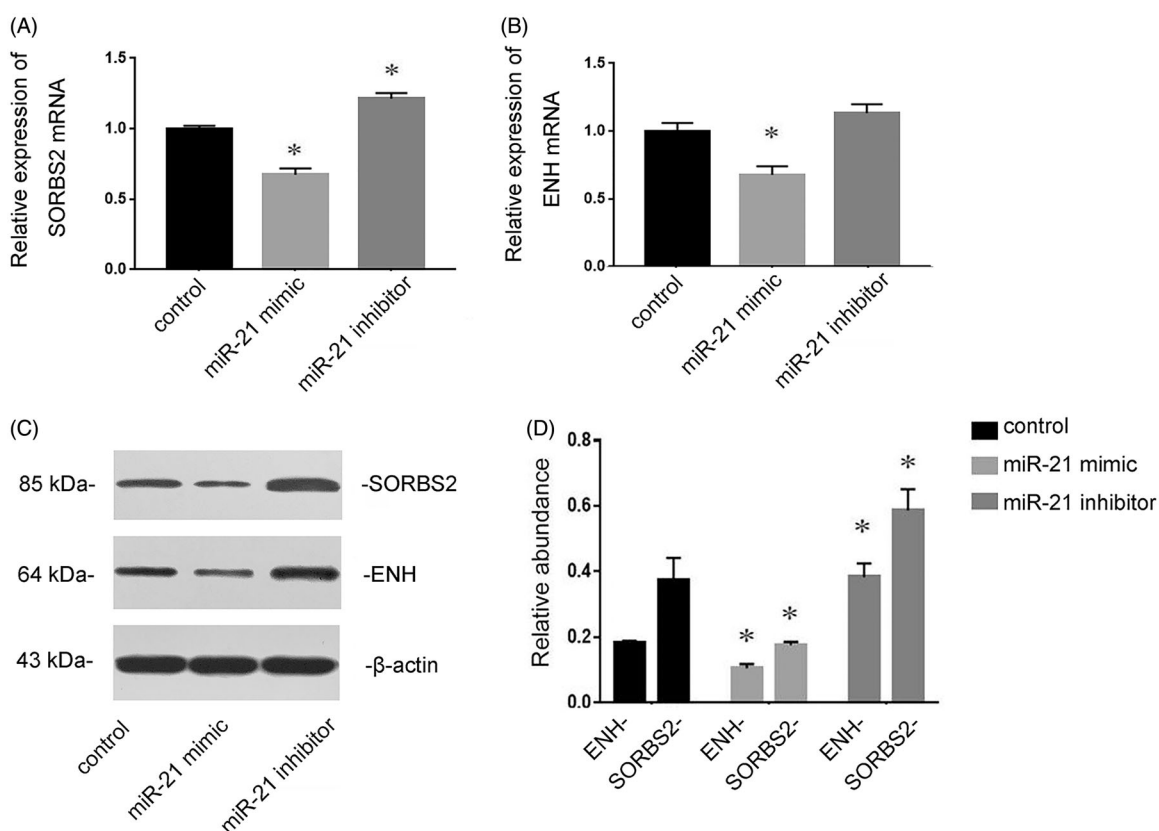 (A)
Relative expression of
SORBS2 mRNA
1.5
1.0
0.5
0.0
*
*
control
miR-21 mimic
miR-21 inhibitor
(B)
Relative expression of
ENH mRNA
1.5
1.0
0.5
0.0
*
control
miR-21 mimic
miR-21 inhibitor
(C)
85 kDa-
-SORBS2
64 kDa-
-ENH
43 kDa-
-β-actin
control
miR-21 mimic
miR-21 inhibitor
(D)
Relative abundance
0.8
0.6
0.4
0.2
0.0
*
*
*
*
ENH-
SORBS2-
ENH-
SORBS2-
ENH-
SORBS2-
control
miR-21 mimic
miR-21 inhibitor